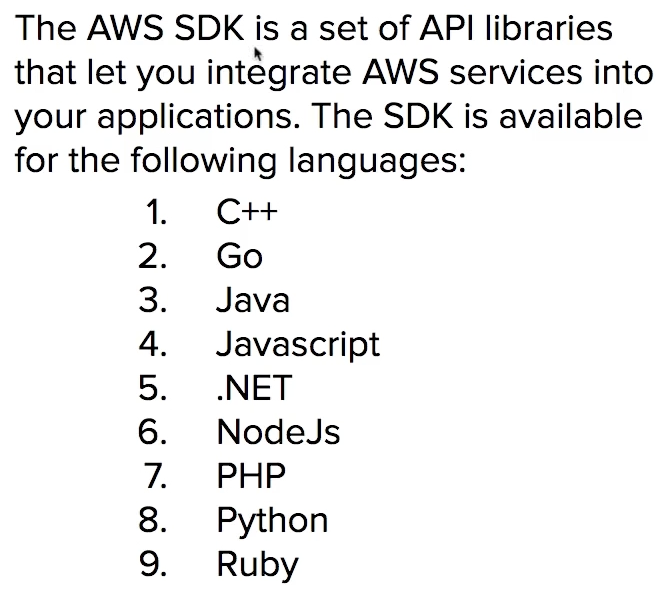 The AWS SDK is a set of API libraries
that let you integrate AWS services into
your applications. The SDK is available
for the following languages:
1. C++
2. Go
3. Java
4. Javascript
5. .NET
6. NodeJs
7. PHP
8. Python
9. Ruby